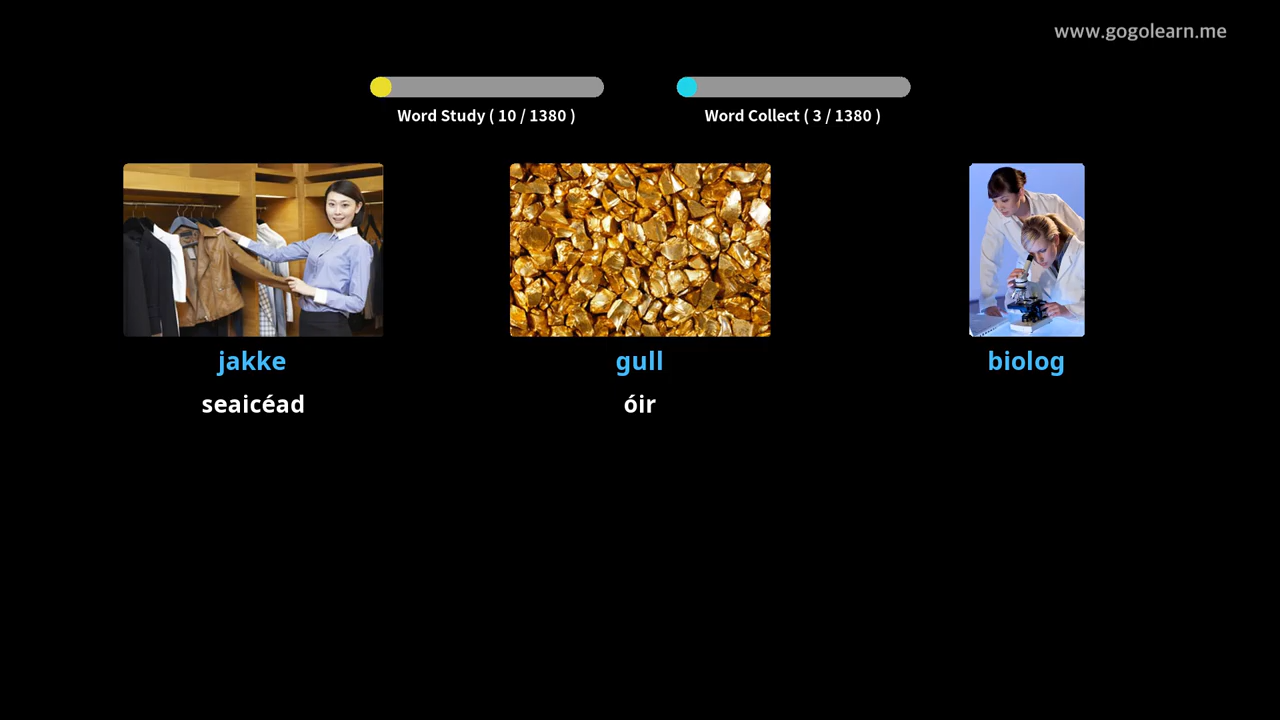 www.gogolearn.me
Word Study ( 10 / 1380 )
Word Collect ( 3 / 1380 )
jakke
gull
biolog
seaicéad
óir